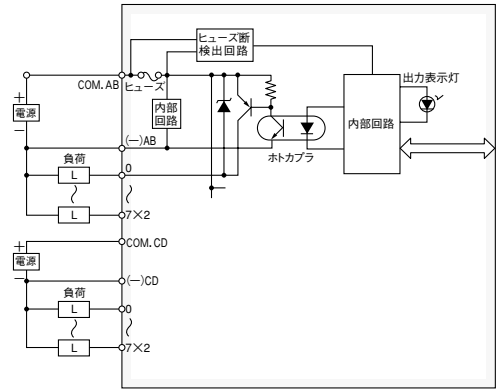 ヒューズ断
検出回路
COM. AB
ヒューズ
出力表示灯
+
電源
−
内部
回路
内部回路
(−)AB
ホトカプラ
負荷
L
0
L
7×2
COM. CD
+
電源
−
(−)CD
負荷
L
0
L
7×2